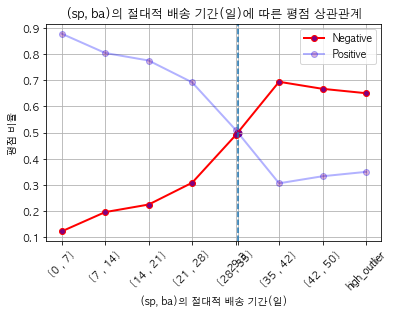 (sp, ba)의 절대적 배송 기간(일)에 따른 평점 상관관계
Negative
Positive
평점 비율
0.9
0.8
0.7
0.6
0.5
0.4
0.3
0.2
0.1
(0 , 7)
(7 , 14)
(14 , 21)
(21 , 28)
(28 , 35)
(35 , 42)
(42 , 50)
hgh_outlier
(sp, ba)의 절대적 배송 기간(일)